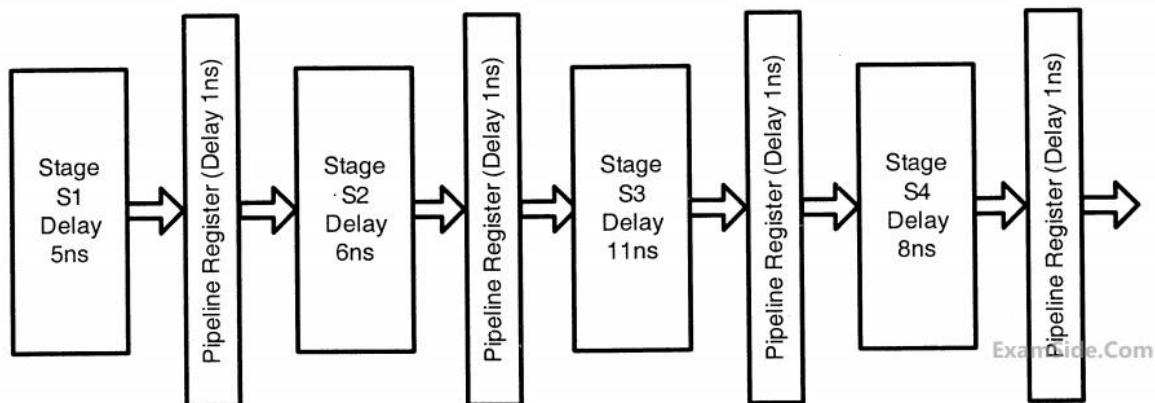 Stage
S1
Delay
5ns
Pipeline Register (Delay 1ns)
Stage
S2
Delay
6ns
Pipeline Register (Delay 1ns)
Stage
S3
Delay
11ns
Pipeline Register (Delay 1ns)
Stage
S4
Delay
8ns
Pipeline Register (Delay 1ns)
ExamSide.Com